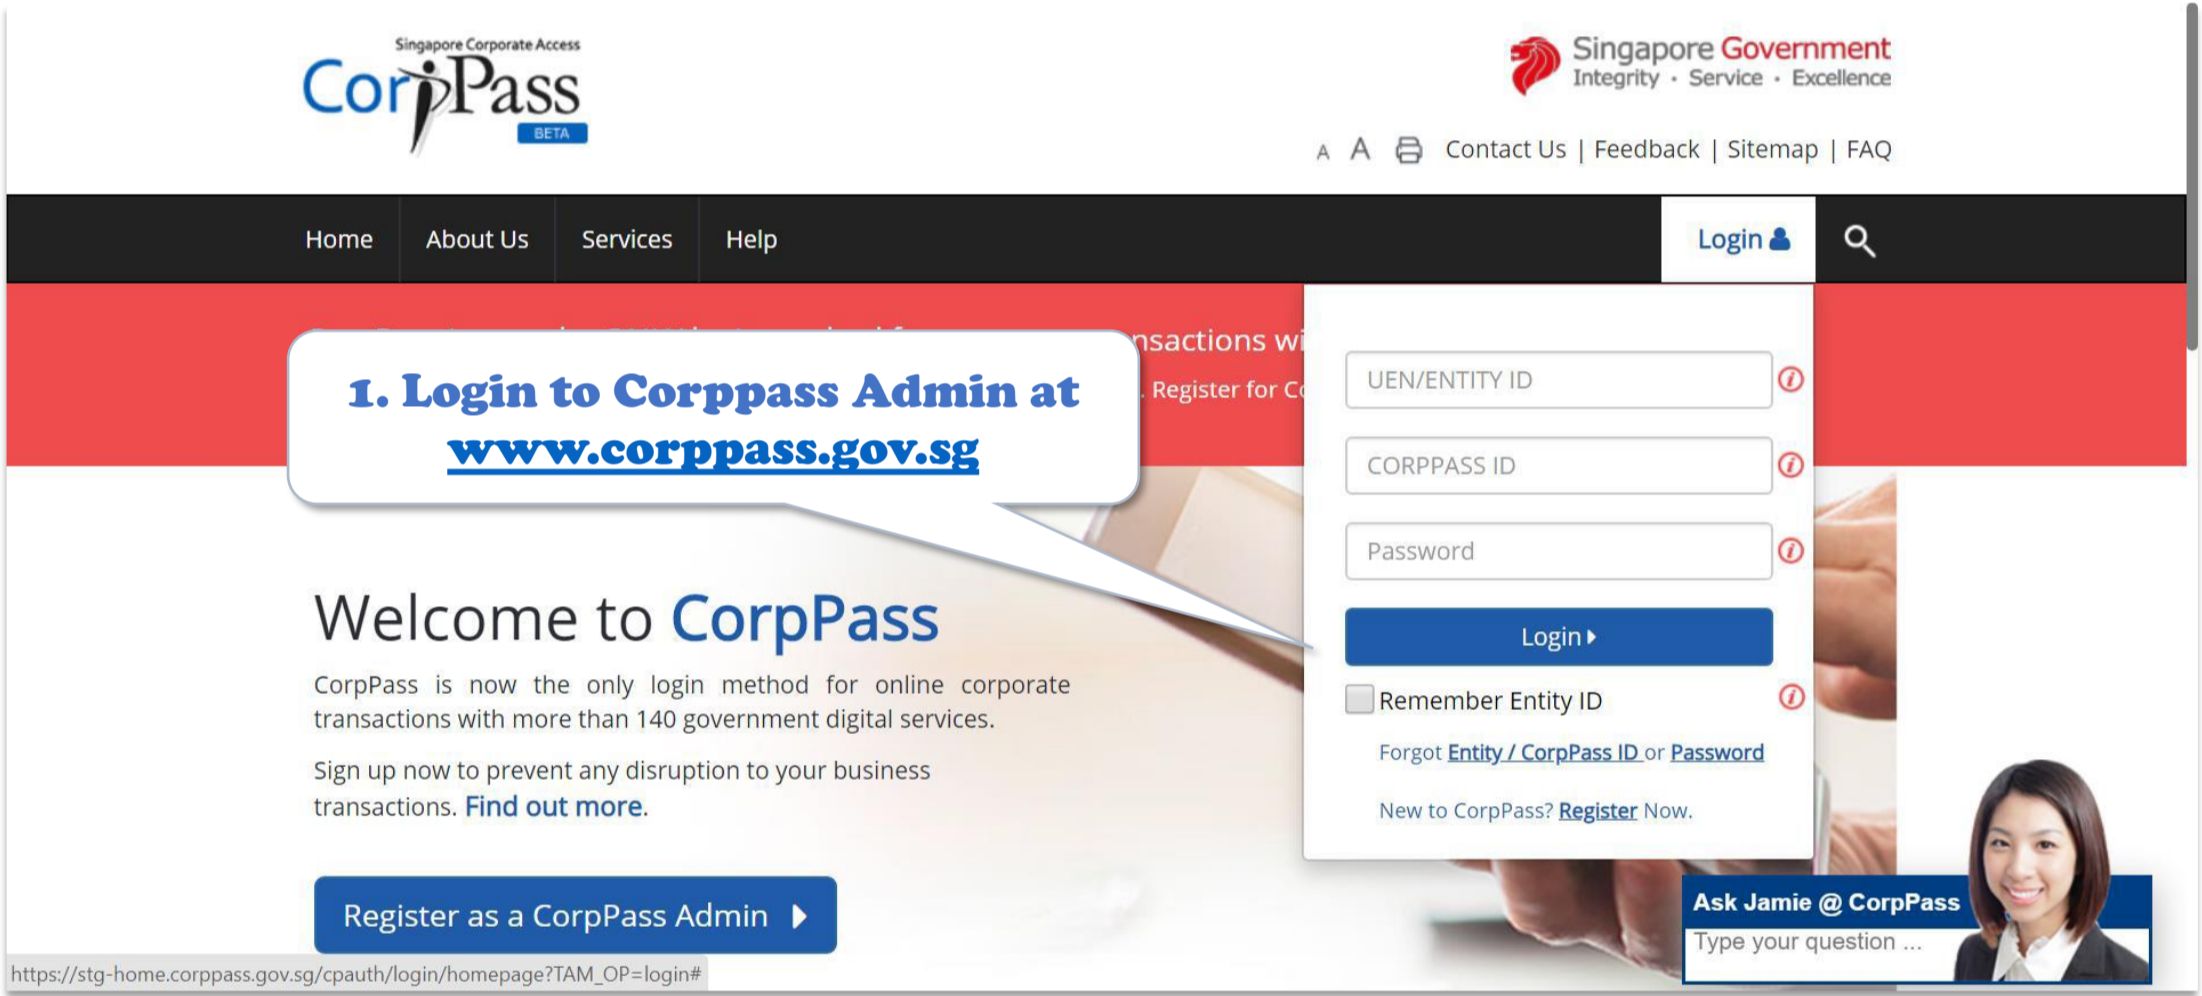 Singapore Corporate Access
CorpPass
BETA
Singapore Government
Integrity · Service · Excellence
A A Contact Us | Feedback | Sitemap | FAQ
Home About Us Services Help Login
nsactions wi
. Register for Co
1. Login to Corppass Admin at
www.corppass.gov.sg
UEN/ENTITY ID
CORPPASS ID
Password
Login
Remember Entity ID
Forgot Entity / CorpPass ID or Password
New to CorpPass? Register Now.
Welcome to CorpPass
CorpPass is now the only login method for online corporate
transactions with more than 140 government digital services.
Sign up now to prevent any disruption to your business
transactions. Find out more.
Register as a CorpPass Admin
Ask Jamie @ CorpPass
Type your question ...
https://stg-home.corppass.gov.sg/cpauth/login/homepage?TAM_OP=login#